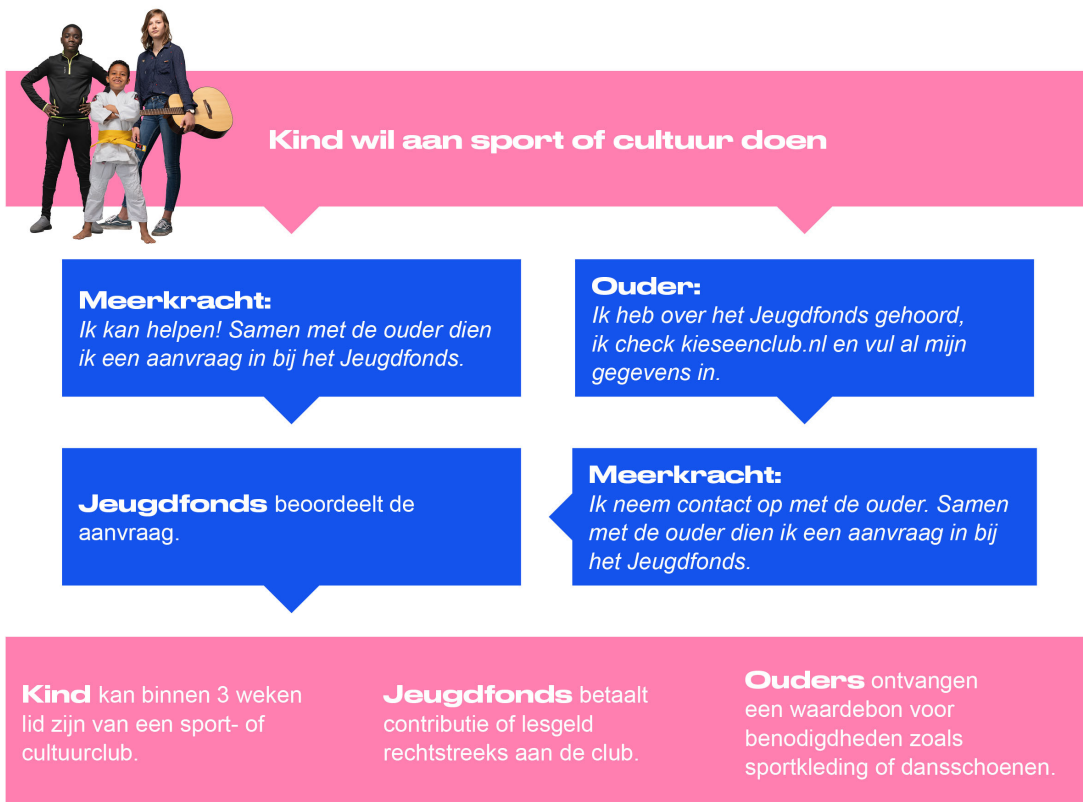 Kind wil aan sport of cultuur doen
Meerkracht:
Ik kan helpen! Samen met de ouder dien
ik een aanvraag in bij het Jeugdfonds.
Ouder:
Ik heb over het Jeugdfonds gehoord,
ik check kieseenclub.nl en vul al mijn
gegevens in.
Jeugdfonds beoordeelt de
aanvraag.
Meerkracht:
Ik neem contact op met de ouder. Samen
met de ouder dien ik een aanvraag in bij
het Jeugdfonds.
Kind kan binnen 3 weken
lid zijn van een sport- of
cultuurclub.
Jeugdfonds betaalt
contributie of lesgeld
rechtstreeks aan de club.
Ouders ontvangen
een waardebon voor
benodigdheden zoals
sportkleding of dansschoenen.